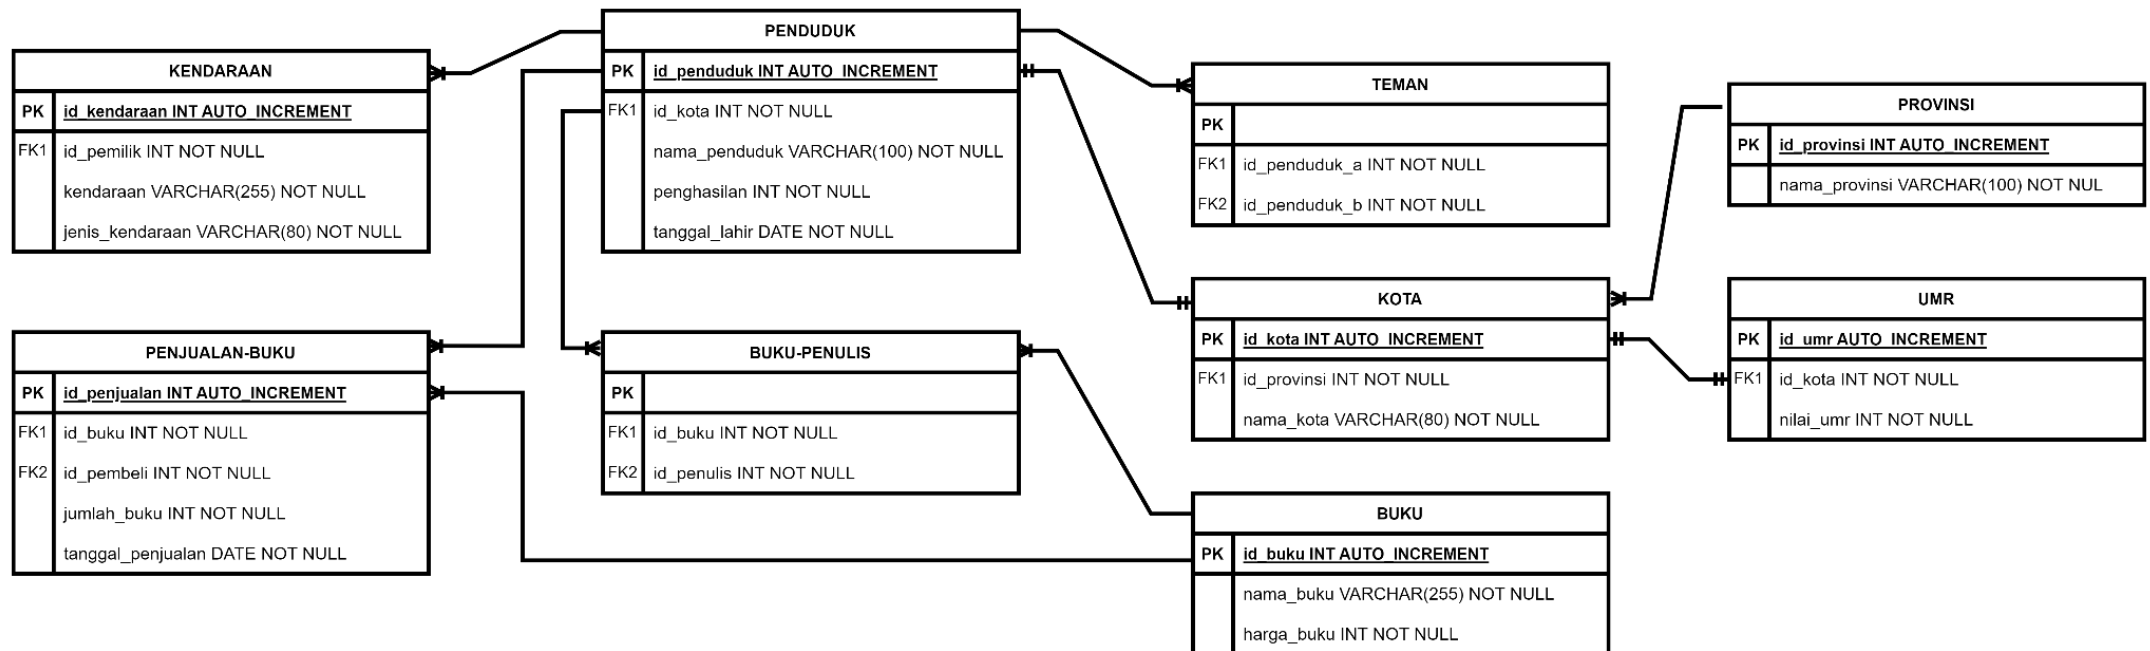 KENDARAAN
PK id_kendaraan INT AUTO_INCREMENT
FK1 id_pemilik INT NOT NULL
kendaraan VARCHAR(255) NOT NULL
jenis_kendaraan VARCHAR(80) NOT NULL
PENDUDUK
PK id_penduduk INT AUTO_INCREMENT
FK1 id_kota INT NOT NULL
nama_penduduk VARCHAR(100) NOT NULL
penghasilan INT NOT NULL
tanggal_lahir DATE NOT NULL
TEMAN
PK
FK1 id_penduduk_a INT NOT NULL
FK2 id_penduduk_b INT NOT NULL
PROVINSI
PK id_provinsi INT AUTO_INCREMENT
nama_provinsi VARCHAR(100) NOT NUL
PENJUALAN-BUKU
PK id_penjualan INT AUTO_INCREMENT
FK1 id_buku INT NOT NULL
FK2 id_pembeli INT NOT NULL
jumlah_buku INT NOT NULL
tanggal_penjualan DATE NOT NULL
BUKU-PENULIS
PK
FK1 id_buku INT NOT NULL
FK2 id_penulis INT NOT NULL
KOTA
PK id_kota INT AUTO_INCREMENT
FK1 id_provinsi INT NOT NULL
nama_kota VARCHAR(80) NOT NULL
UMR
PK id_umr AUTO_INCREMENT
FK1 id_kota INT NOT NULL
nilai_umr INT NOT NULL
BUKU
PK id_buku INT AUTO_INCREMENT
nama_buku VARCHAR(255) NOT NULL
harga_buku INT NOT NULL